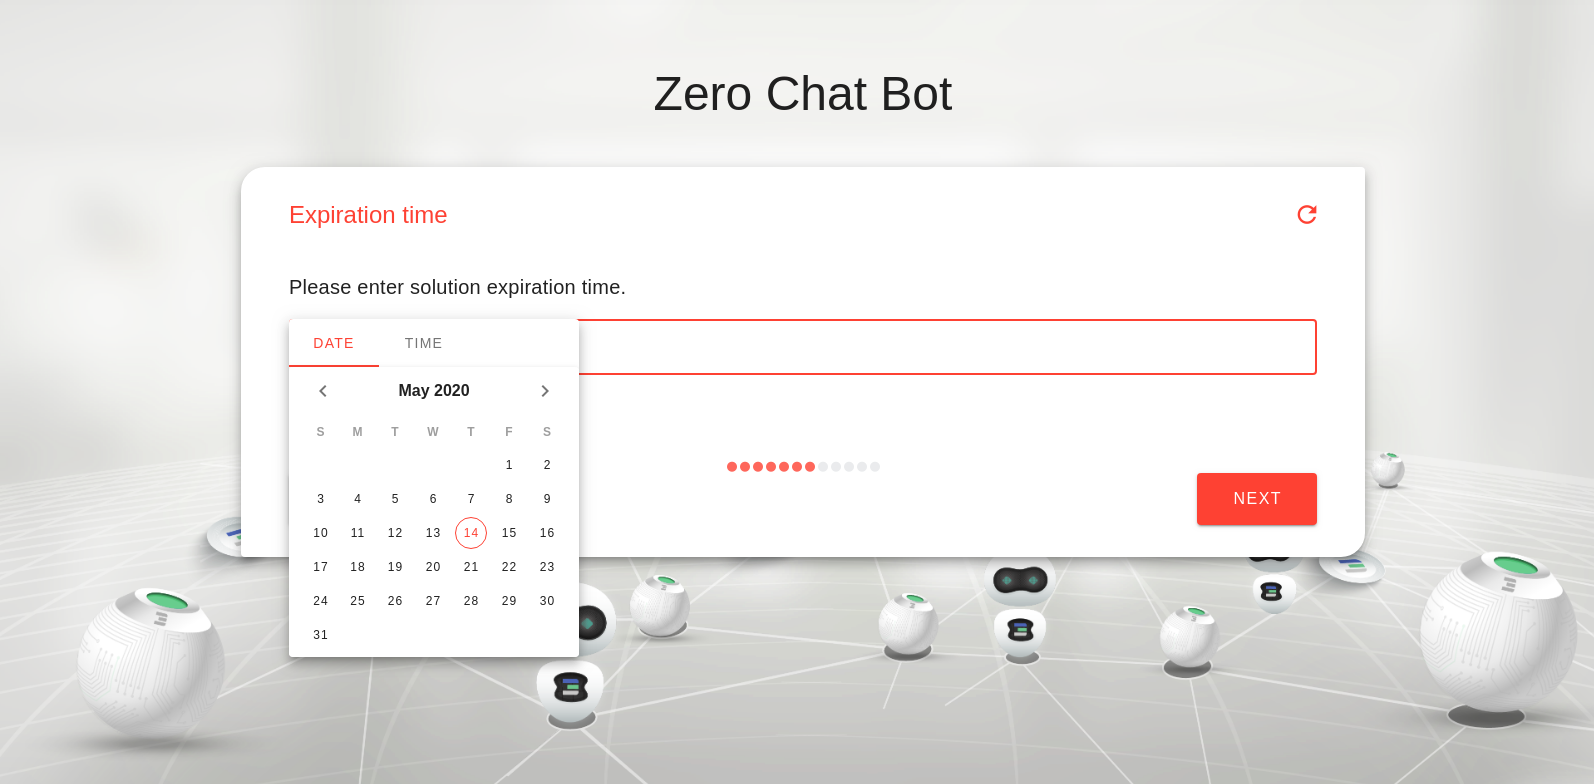 Zero Chat Bot
Expiration time
Please enter solution expiration time.
DATE TIME
May 2020
S M T W T F S
1 2
3 4 5 6 7 8 9
10 11 12 13 14 15 16
17 18 19 20 21 22 23
24 25 26 27 28 29 30
31
NEXT